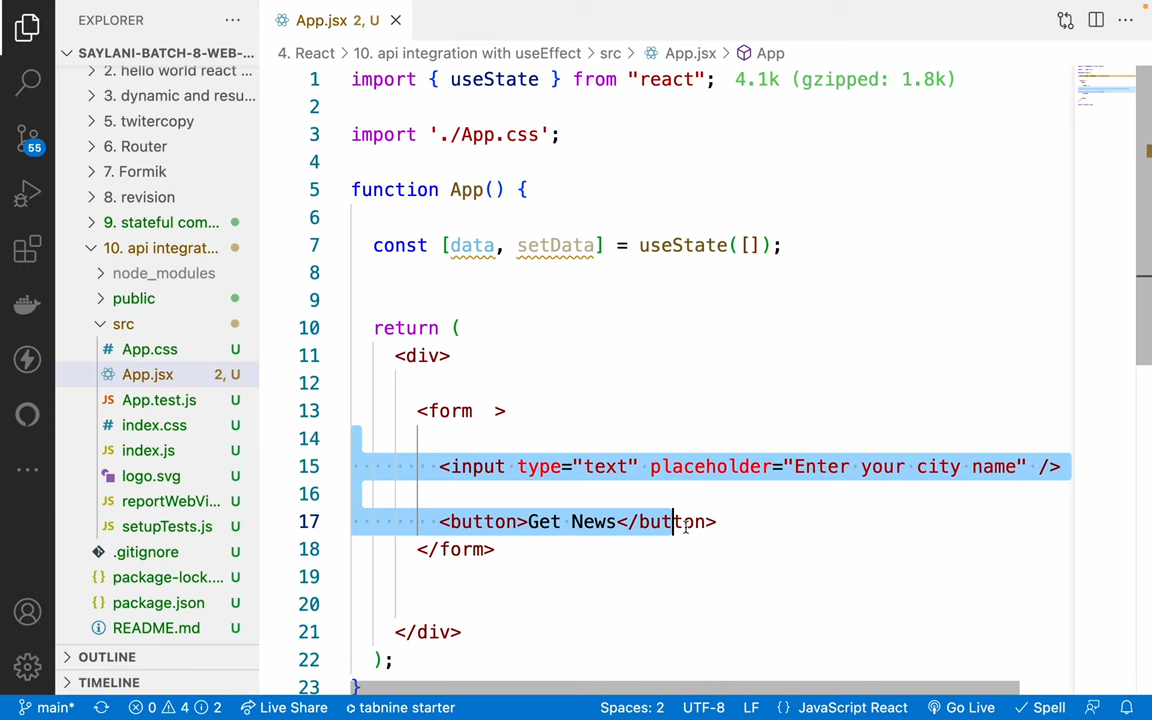 EXPLORER
SAYLANI-BATCH-8-WEB-...
2. hello world react ...
3. dynamic and resu...
5. twitercopy
6. Router
7. Formik
8. revision
9. stateful com...
10. api integrat...
node_modules
public
src
# App.css U
App.jsx 2, U
JS App.test.js U
# index.css U
JS index.js U
logo.svg U
JS reportWebVi... U
JS setupTests.js U
.gitignore U
{} package-lock.... U
{} package.json U
README.md U
OUTLINE
TIMELINE
55
App.jsx 2, U
4. React > 10. api integration with useEffect > src > App.jsx > App
1 import { useState } from "react"; 4.1k (gzipped: 1.8k)
2
3 import './App.css';
4
5 function App() {
6
7 const [data, setData] = useState([]);
8
9
10 return (
11 <div>
12
13 <form  >
14
15 <input type="text" placeholder="Enter your city name" />
16
17 <button>Get News</button>
18 </form>
19
20
21 </div>
22 );
23 }
main* 0 4 2 Live Share tabnine starter Spaces: 2 UTF-8 LF {} JavaScript React Go Live Spell